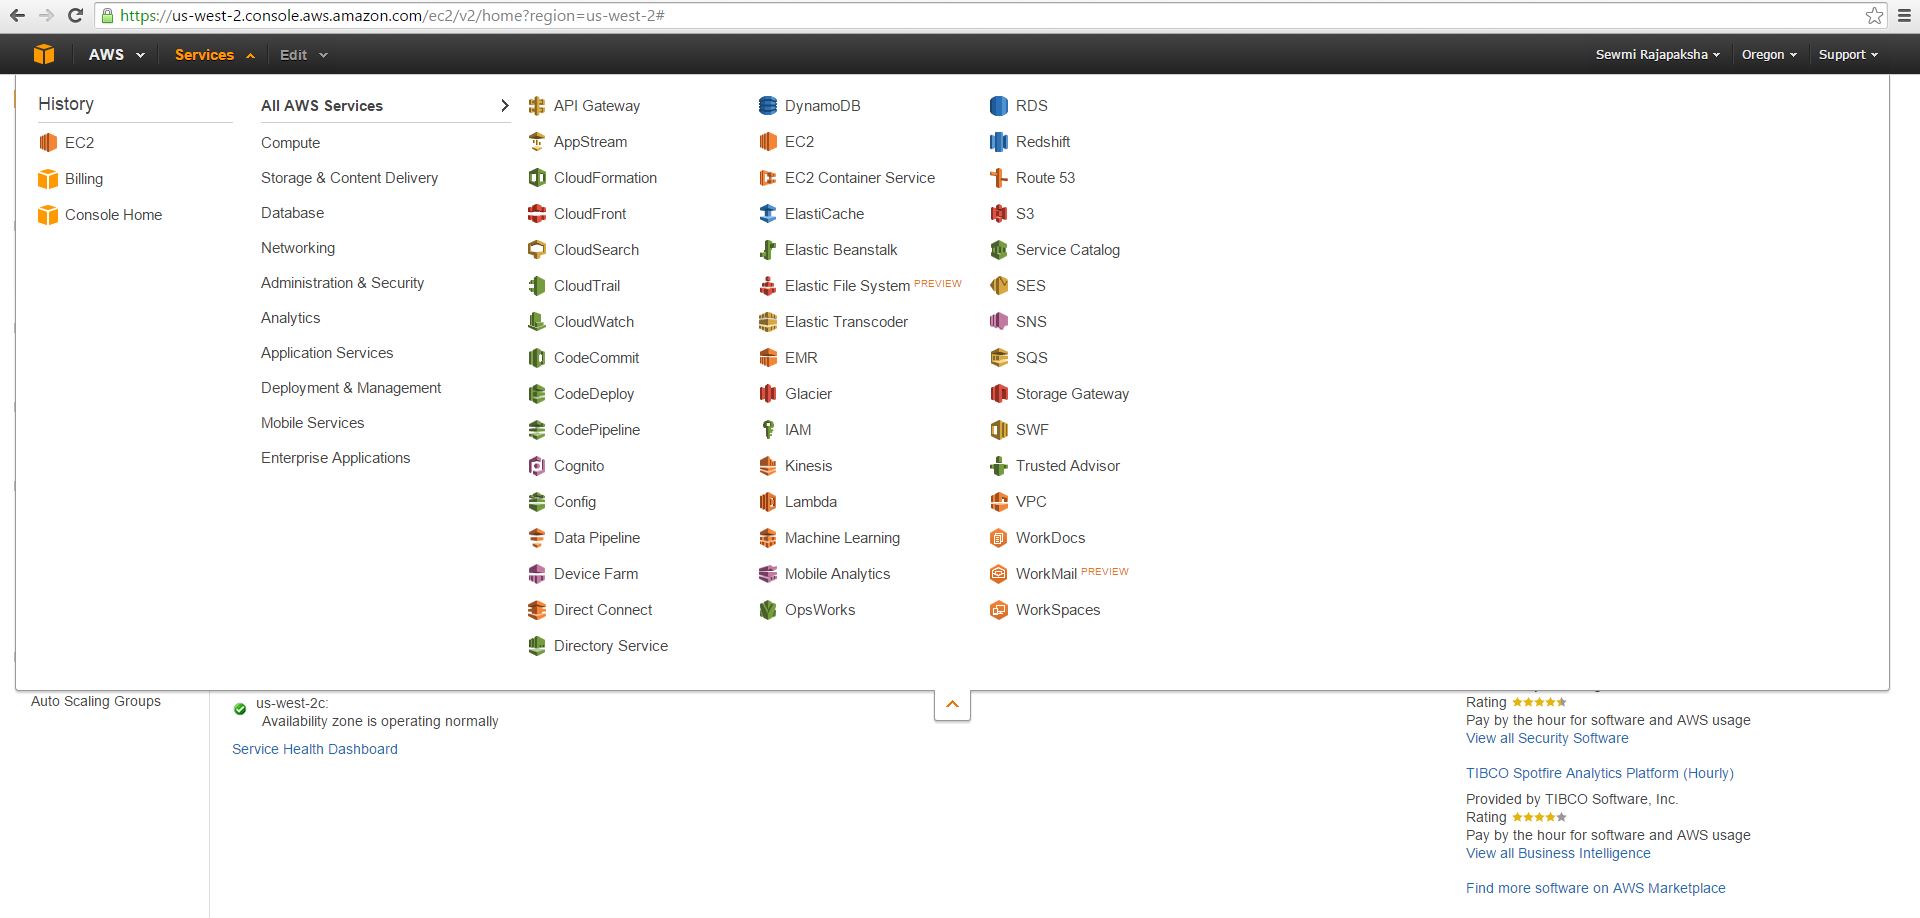 https://us-west-2.console.aws.amazon.com/ec2/v2/home?region=us-west-2#
AWS Services Edit Sewmi Rajapaksha Oregon Support
History
EC2
Billing
Console Home
All AWS Services
Compute
Storage & Content Delivery
Database
Networking
Administration & Security
Analytics
Application Services
Deployment & Management
Mobile Services
Enterprise Applications
API Gateway
AppStream
CloudFormation
CloudFront
CloudSearch
CloudTrail
CloudWatch
CodeCommit
CodeDeploy
CodePipeline
Cognito
Config
Data Pipeline
Device Farm
Direct Connect
Directory Service
DynamoDB
EC2
EC2 Container Service
ElastiCache
Elastic Beanstalk
Elastic File System PREVIEW
Elastic Transcoder
EMR
Glacier
IAM
Kinesis
Lambda
Machine Learning
Mobile Analytics
OpsWorks
RDS
Redshift
Route 53
S3
Service Catalog
SES
SNS
SQS
Storage Gateway
SWF
Trusted Advisor
VPC
WorkDocs
WorkMail PREVIEW
WorkSpaces
Auto Scaling Groups
us-west-2c:
Availability zone is operating normally
Service Health Dashboard
Rating
Pay by the hour for software and AWS usage
View all Security Software
TIBCO Spotfire Analytics Platform (Hourly)
Provided by TIBCO Software, Inc.
Rating
Pay by the hour for software and AWS usage
View all Business Intelligence
Find more software on AWS Marketplace